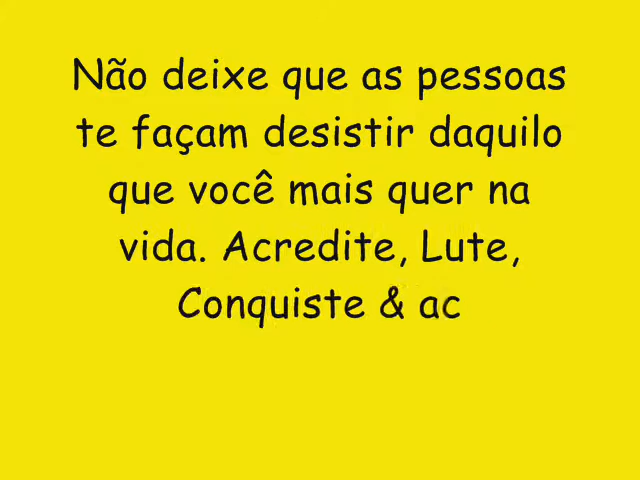 Não deixe que as pessoas
te façam desistir daquilo
que você mais quer na
vida. Acredite, Lute,
Conquiste & ac